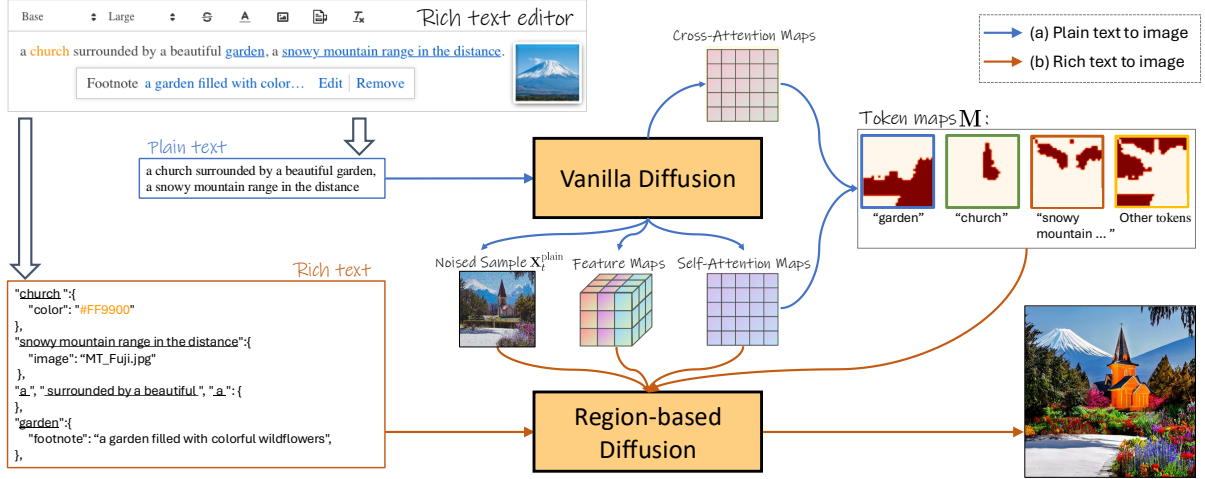 Base Large Rich text editor
a church surrounded by a beautiful garden, a snowy mountain range in the distance.
Footnote a garden filled with color… Edit Remove
(a) Plain text to image
(b) Rich text to image
Cross-Attention Maps
Plain text
a church surrounded by a beautiful garden,
a snowy mountain range in the distance
Vanilla Diffusion
Token maps M:
"garden"
"church"
"snowy
mountain ... "
Other tokens
Noised Sample X_t^plain
Feature Maps
Self-Attention Maps
Rich text
"church ":{
"color": "#FF9900"
},
"snowy mountain range in the distance":{
"image": "MT_Fuji.jpg"
},
"a ", " surrounded by a beautiful ", " a ": {
},
"garden":{
"footnote": "a garden filled with colorful wildflowers",
},
Region-based
Diffusion